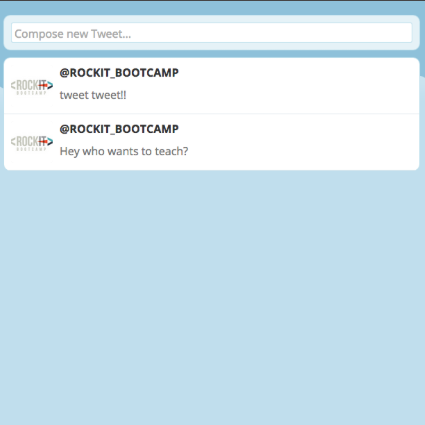 Compose new Tweet...
@ROCKIT_BOOTCAMP
<ROCKIT>
BOOTCAMP
tweet tweet!!
@ROCKIT_BOOTCAMP
<ROCKIT>
BOOTCAMP
Hey who wants to teach?